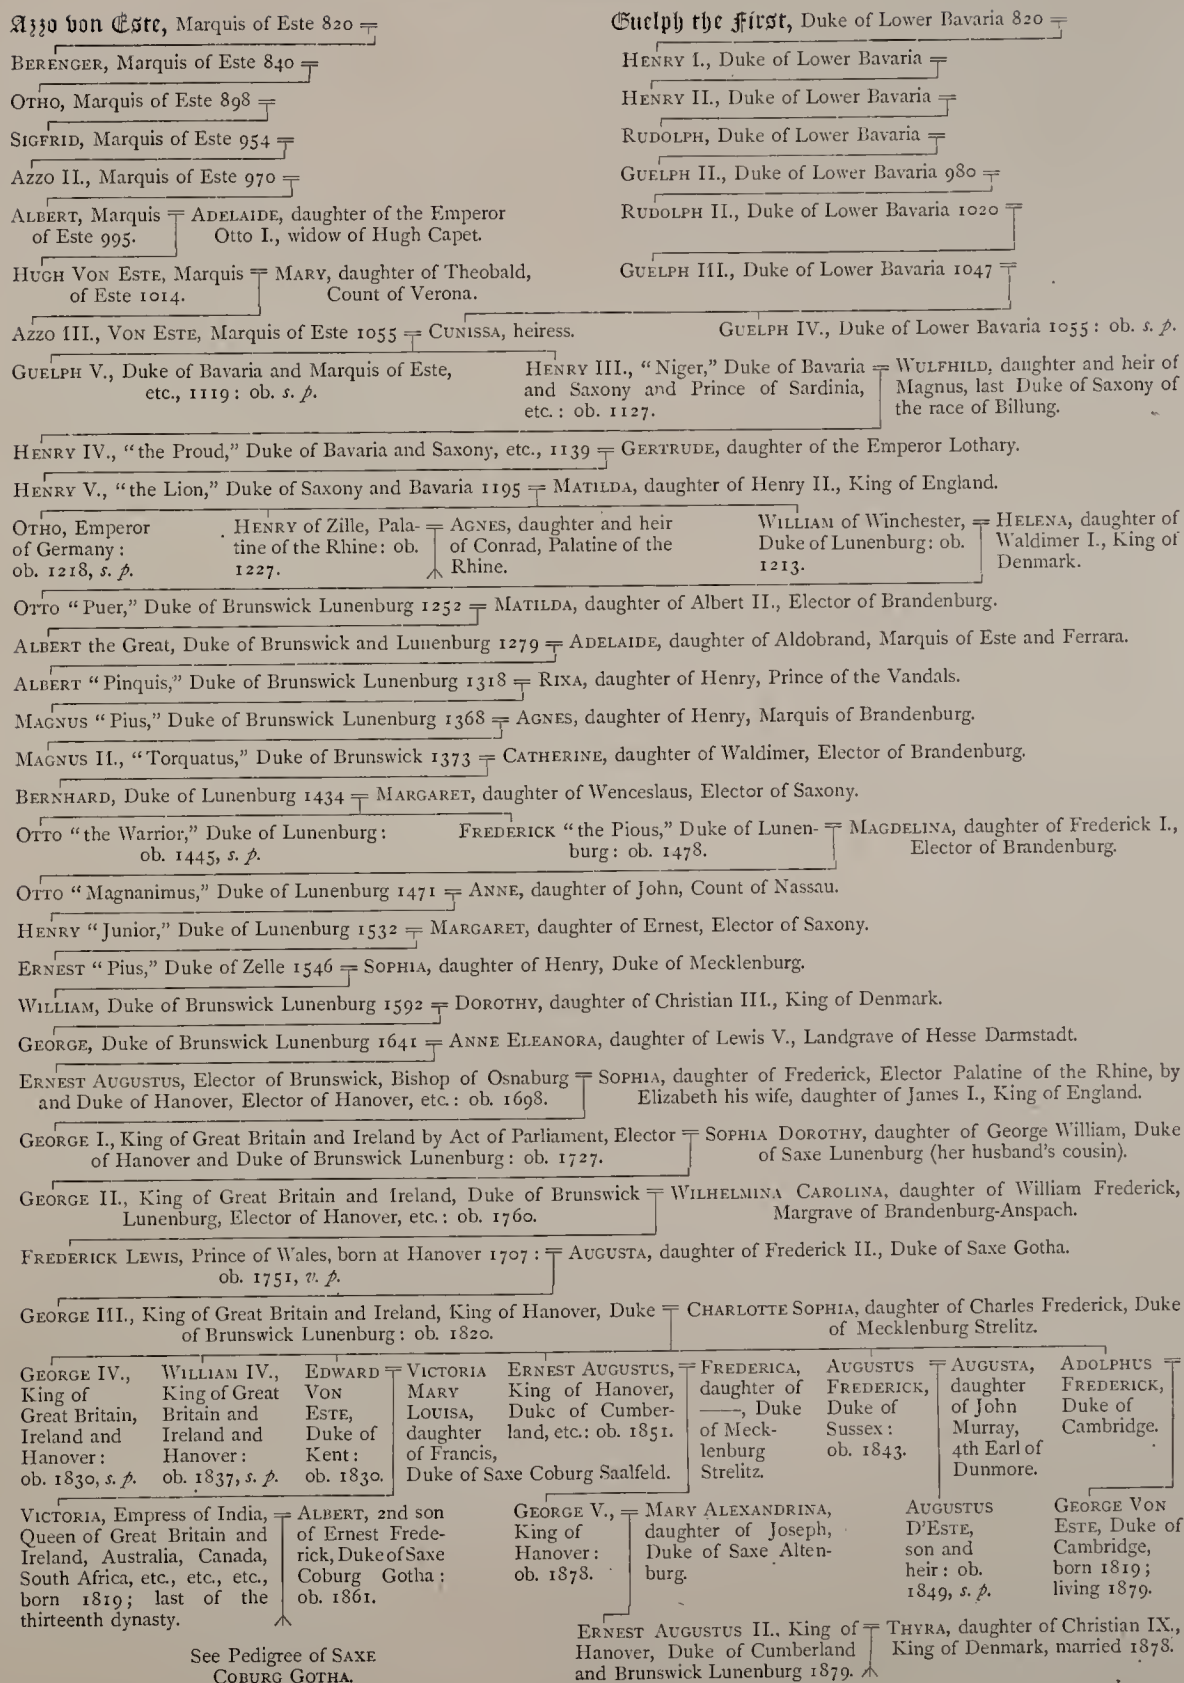 Azzo von Este, Marquis of Este 820
Guelph the First, Duke of Lower Bavaria 820
BERENGER, Marquis of Este 840
HENRY I., Duke of Lower Bavaria
OTHO, Marquis of Este 898
HENRY II., Duke of Lower Bavaria
SIGFRID, Marquis of Este 954
RUDOLPH, Duke of Lower Bavaria
AZZO II., Marquis of Este 970
GUELPH II., Duke of Lower Bavaria 980
ALBERT, Marquis
of Este 995.
ADELAIDE, daughter of the Emperor
Otto I., widow of Hugh Capet.
RUDOLPH II., Duke of Lower Bavaria 1020
HUGH VON ESTE, Marquis
of Este 1014.
MARY, daughter of Theobald,
Count of Verona.
GUELPH III., Duke of Lower Bavaria 1047
AZZO III., VON ESTE, Marquis of Este 1055
CUNISSA, heiress.
GUELPH IV., Duke of Lower Bavaria 1055: ob. s. p.
GUELPH V., Duke of Bavaria and Marquis of Este,
etc., 1119: ob. s. p.
HENRY III., "Niger," Duke of Bavaria
and Saxony and Prince of Sardinia,
etc.: ob. 1127.
WULFHILD, daughter and heir of
Magnus, last Duke of Saxony of
the race of Billung.
HENRY IV., "the Proud," Duke of Bavaria and Saxony, etc., 1139
GERTRUDE, daughter of the Emperor Lothary.
HENRY V., "the Lion," Duke of Saxony and Bavaria 1195
MATILDA, daughter of Henry II., King of England.
OTHO, Emperor
of Germany:
ob. 1218, s. p.
HENRY of Zille, Pala-
tine of the Rhine: ob.
1227.
AGNES, daughter and heir
of Conrad, Palatine of the
Rhine.
WILLIAM of Winchester,
Duke of Lunenburg: ob.
1213.
HELENA, daughter of
Waldimer I., King of
Denmark.
OTTO "Puer," Duke of Brunswick Lunenburg 1252
MATILDA, daughter of Albert II., Elector of Brandenburg.
ALBERT the Great, Duke of Brunswick and Lunenburg 1279
ADELAIDE, daughter of Aldobrand, Marquis of Este and Ferrara.
ALBERT "Pinquis," Duke of Brunswick Lunenburg 1318
RIXA, daughter of Henry, Prince of the Vandals.
MAGNUS "Pius," Duke of Brunswick Lunenburg 1368
AGNES, daughter of Henry, Marquis of Brandenburg.
MAGNUS II., "Torquatus," Duke of Brunswick 1373
CATHERINE, daughter of Waldimer, Elector of Brandenburg.
BERNHARD, Duke of Lunenburg 1434
MARGARET, daughter of Wenceslaus, Elector of Saxony.
OTTO "the Warrior," Duke of Lunenburg:
ob. 1445, s. p.
FREDERICK "the Pious," Duke of Lunen-
burg: ob. 1478.
MAGDELINA, daughter of Frederick I.,
Elector of Brandenburg.
OTTO "Magnanimus," Duke of Lunenburg 1471
ANNE, daughter of John, Count of Nassau.
HENRY "Junior," Duke of Lunenburg 1532
MARGARET, daughter of Ernest, Elector of Saxony.
ERNEST "Pius," Duke of Zelle 1546
SOPHIA, daughter of Henry, Duke of Mecklenburg.
WILLIAM, Duke of Brunswick Lunenburg 1592
DOROTHY, daughter of Christian III., King of Denmark.
GEORGE, Duke of Brunswick Lunenburg 1641
ANNE ELEANORA, daughter of Lewis V., Landgrave of Hesse Darmstadt.
ERNEST AUGUSTUS, Elector of Brunswick, Bishop of Osnaburg
and Duke of Hanover, Elector of Hanover, etc.: ob. 1698.
SOPHIA, daughter of Frederick, Elector Palatine of the Rhine, by
Elizabeth his wife, daughter of James I., King of England.
GEORGE I., King of Great Britain and Ireland by Act of Parliament, Elector
of Hanover and Duke of Brunswick Lunenburg: ob. 1727.
SOPHIA DOROTHY, daughter of George William, Duke
of Saxe Lunenburg (her husband's cousin).
GEORGE II., King of Great Britain and Ireland, Duke of Brunswick
Lunenburg, Elector of Hanover, etc.: ob. 1760.
WILHELMINA CAROLINA, daughter of William Frederick,
Margrave of Brandenburg-Anspach.
FREDERICK LEWIS, Prince of Wales, born at Hanover 1707:
ob. 1751, v. p.
AUGUSTA, daughter of Frederick II., Duke of Saxe Gotha.
GEORGE III., King of Great Britain and Ireland, King of Hanover, Duke
of Brunswick Lunenburg: ob. 1820.
CHARLOTTE SOPHIA, daughter of Charles Frederick, Duke
of Mecklenburg Strelitz.
GEORGE IV.,
King of
Great Britain,
Ireland and
Hanover:
ob. 1830, s. p.
WILLIAM IV.,
King of Great
Britain and
Ireland and
Hanover:
ob. 1837, s. p.
EDWARD
VON
ESTE,
Duke of
Kent:
ob. 1830.
VICTORIA
MARY
LOUISA,
daughter
of Francis,
Duke of Saxe Coburg Saalfeld.
ERNEST AUGUSTUS,
King of Hanover,
Duke of Cumber-
land, etc.: ob. 1851.
FREDERICA,
daughter of
——, Duke
of Meck-
lenburg
Strelitz.
AUGUSTUS
FREDERICK,
Duke of
Sussex:
ob. 1843.
AUGUSTA,
daughter
of John
Murray,
4th Earl of
Dunmore.
ADOLPHUS
FREDERICK,
Duke of
Cambridge.
VICTORIA, Empress of India,
Queen of Great Britain and
Ireland, Australia, Canada,
South Africa, etc., etc., etc.,
born 1819; last of the
thirteenth dynasty.
ALBERT, 2nd son
of Ernest Frede-
rick, Duke of Saxe
Coburg Gotha:
ob. 1861.
GEORGE V.,
King of
Hanover:
ob. 1878.
MARY ALEXANDRINA,
daughter of Joseph,
Duke of Saxe Alten-
burg.
AUGUSTUS
D'ESTE,
son and
heir: ob.
1849, s. p.
GEORGE VON
ESTE, Duke of
Cambridge,
born 1819;
living 1879.
See Pedigree of SAXE
COBURG GOTHA.
ERNEST AUGUSTUS II., King of
Hanover, Duke of Cumberland
and Brunswick Lunenburg 1879.
THYRA, daughter of Christian IX.,
King of Denmark, married 1878.